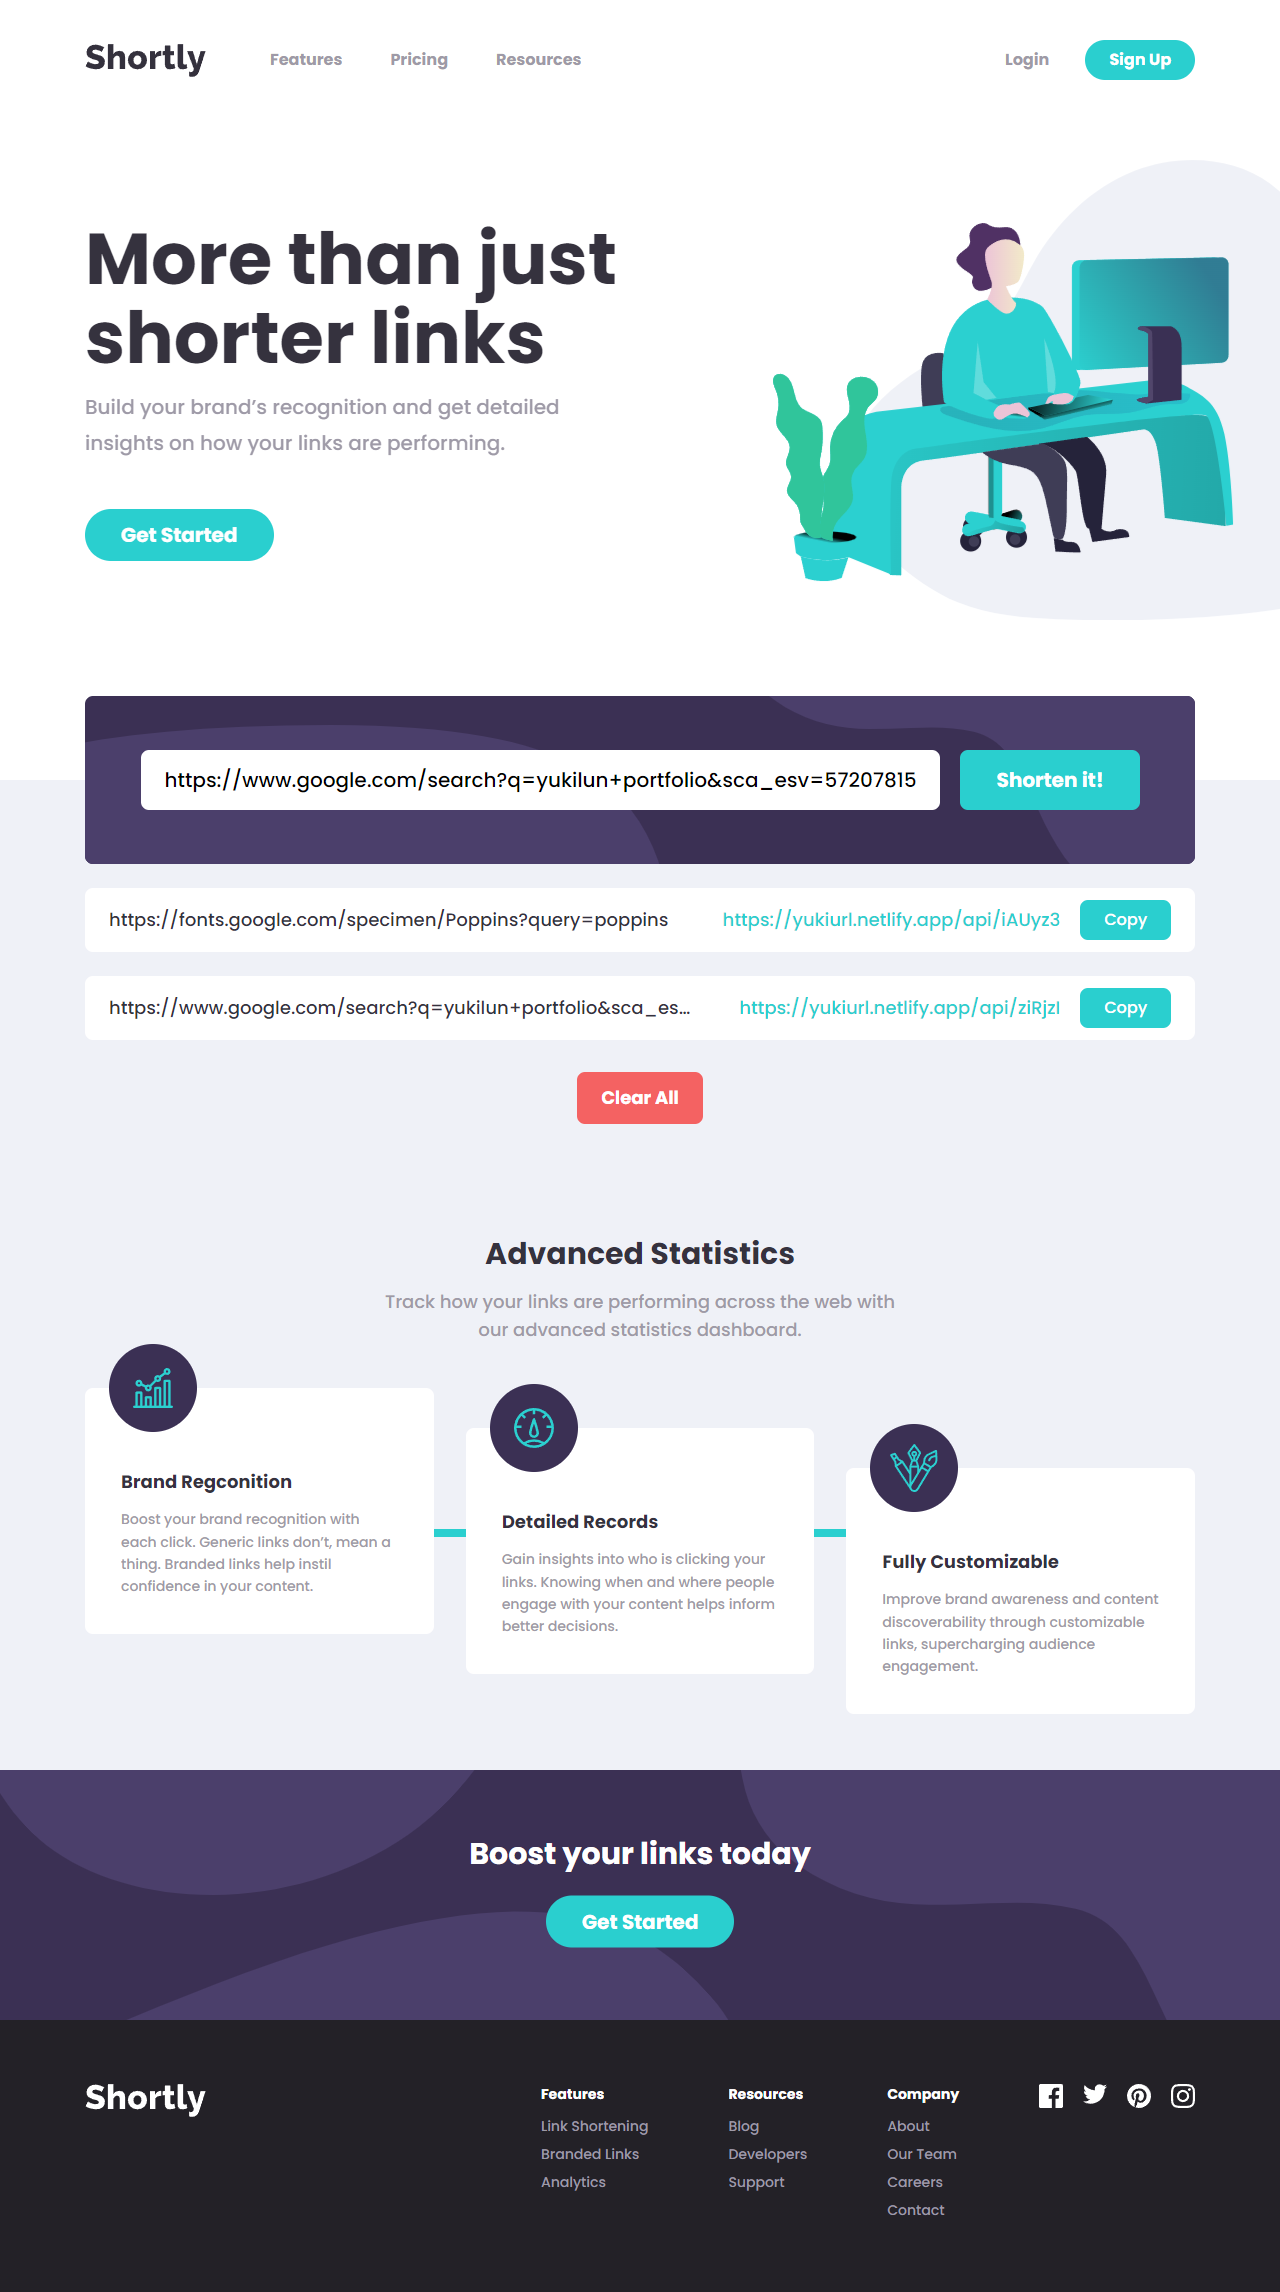 Shortly
Features
Pricing
Resources
Login
Sign Up
More than just
shorter links
Build your brand’s recognition and get detailed
insights on how your links are performing.
Get Started
https://www.google.com/search?q=yukilun+portfolio&sca_esv=57207815
Shorten it!
https://fonts.google.com/specimen/Poppins?query=poppins
https://yukiurl.netlify.app/api/iAUyz3
Copy
https://www.google.com/search?q=yukilun+portfolio&sca_es...
https://yukiurl.netlify.app/api/ziRjzI
Copy
Clear All
Advanced Statistics
Track how your links are performing across the web with
our advanced statistics dashboard.
Brand Regconition
Boost your brand recognition with
each click. Generic links don’t, mean a
thing. Branded links help instil
confidence in your content.
Detailed Records
Gain insights into who is clicking your
links. Knowing when and where people
engage with your content helps inform
better decisions.
Fully Customizable
Improve brand awareness and content
discoverability through customizable
links, supercharging audience
engagement.
Boost your links today
Get Started
Shortly
Features
Link Shortening
Branded Links
Analytics
Resources
Blog
Developers
Support
Company
About
Our Team
Careers
Contact